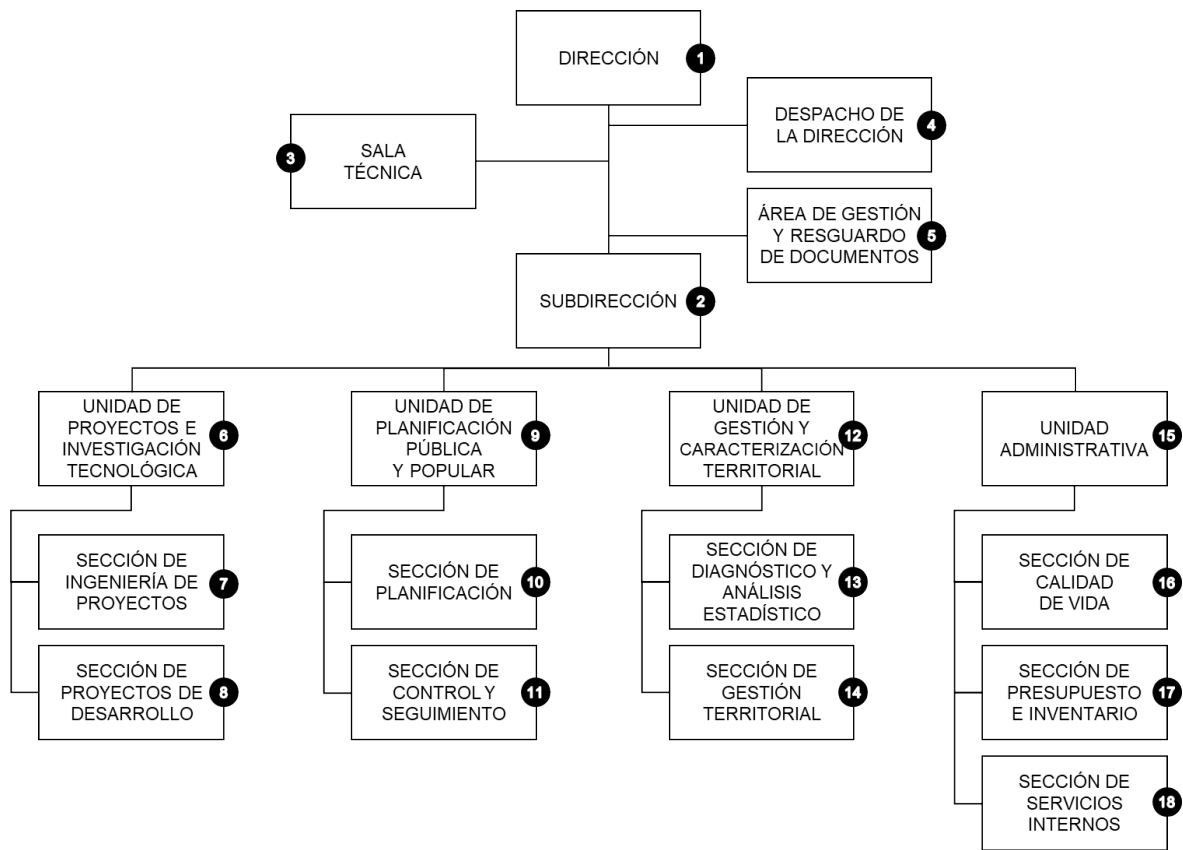 DIRECCIÓN
1
DESPACHO DE
LA DIRECCIÓN
4
SALA
TÉCNICA
3
ÁREA DE GESTIÓN
Y RESGUARDO
DE DOCUMENTOS
5
SUBDIRECCIÓN
2
UNIDAD DE
PROYECTOS E
INVESTIGACIÓN
TECNOLÓGICA
6
UNIDAD DE
PLANIFICACIÓN
PÚBLICA
Y POPULAR
9
UNIDAD DE
GESTIÓN Y
CARACTERIZACIÓN
TERRITORIAL
12
UNIDAD
ADMINISTRATIVA
15
SECCIÓN DE
INGENIERÍA DE
PROYECTOS
7
SECCIÓN DE
PLANIFICACIÓN
10
SECCIÓN DE
DIAGNÓSTICO Y
ANÁLISIS
ESTADÍSTICO
13
SECCIÓN DE
CALIDAD
DE VIDA
16
SECCIÓN DE
PROYECTOS DE
DESARROLLO
8
SECCIÓN DE
CONTROL Y
SEGUIMIENTO
11
SECCIÓN DE
GESTIÓN
TERRITORIAL
14
SECCIÓN DE
PRESUPUESTO
E INVENTARIO
17
SECCIÓN DE
SERVICIOS
INTERNOS
18